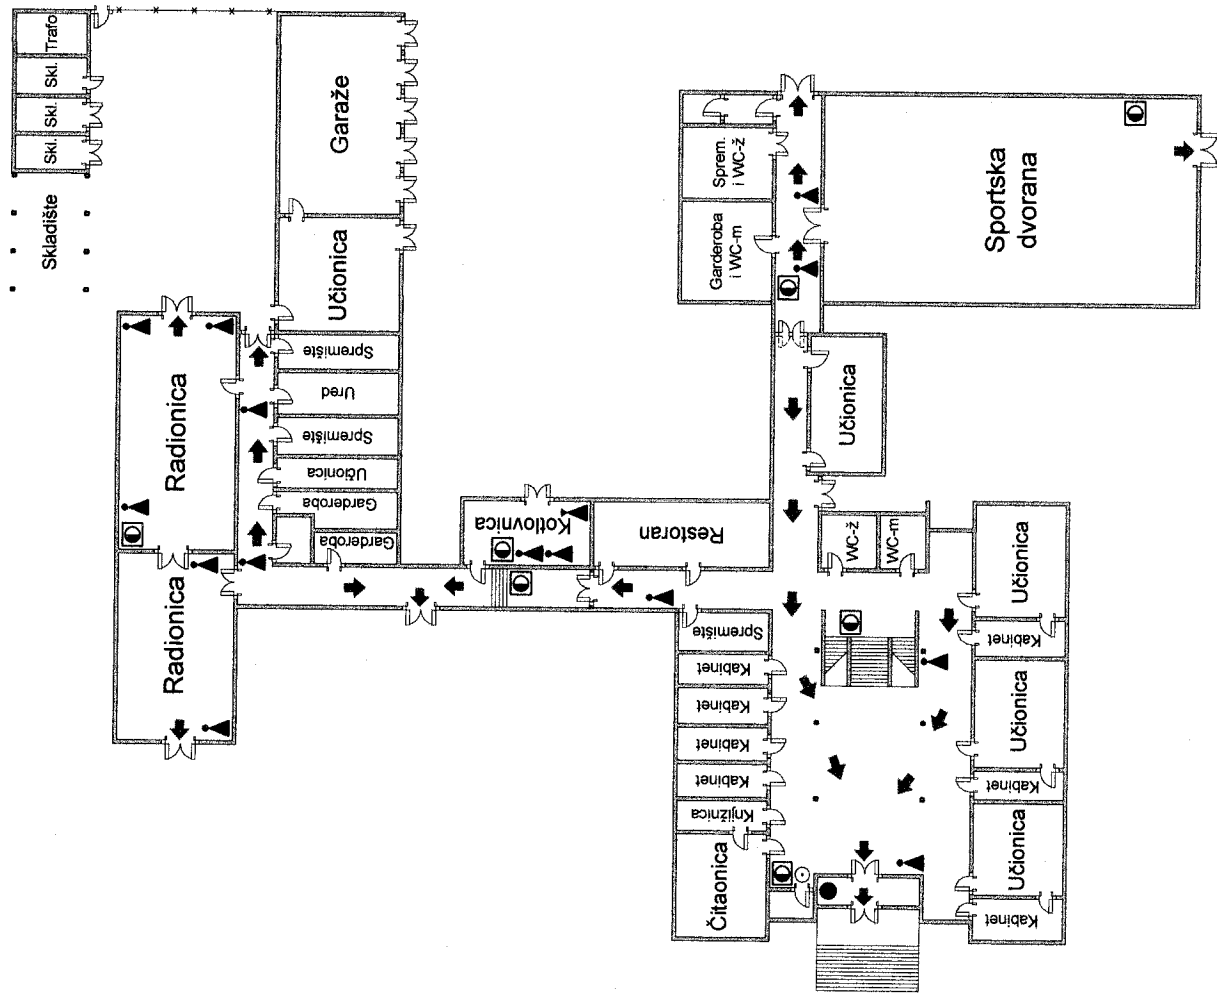 Trafo
Skl.
Skl.
Skl.
Skladište
Garaže
Učionica
Spremište
Ured
Spremište
Učionica
Garderoba
Garderoba
Radionica
Radionica
Kotlovnica
Restoran
Sprem.
i WC-ž
Garderoba
i WC-m
Sportska
dvorana
Učionica
WC-ž
WC-m
Spremište
Kabinet
Kabinet
Kabinet
Kabinet
Knjižnica
Čitaonica
Učionica
Kabinet
Učionica
Kabinet
Učionica
Kabinet